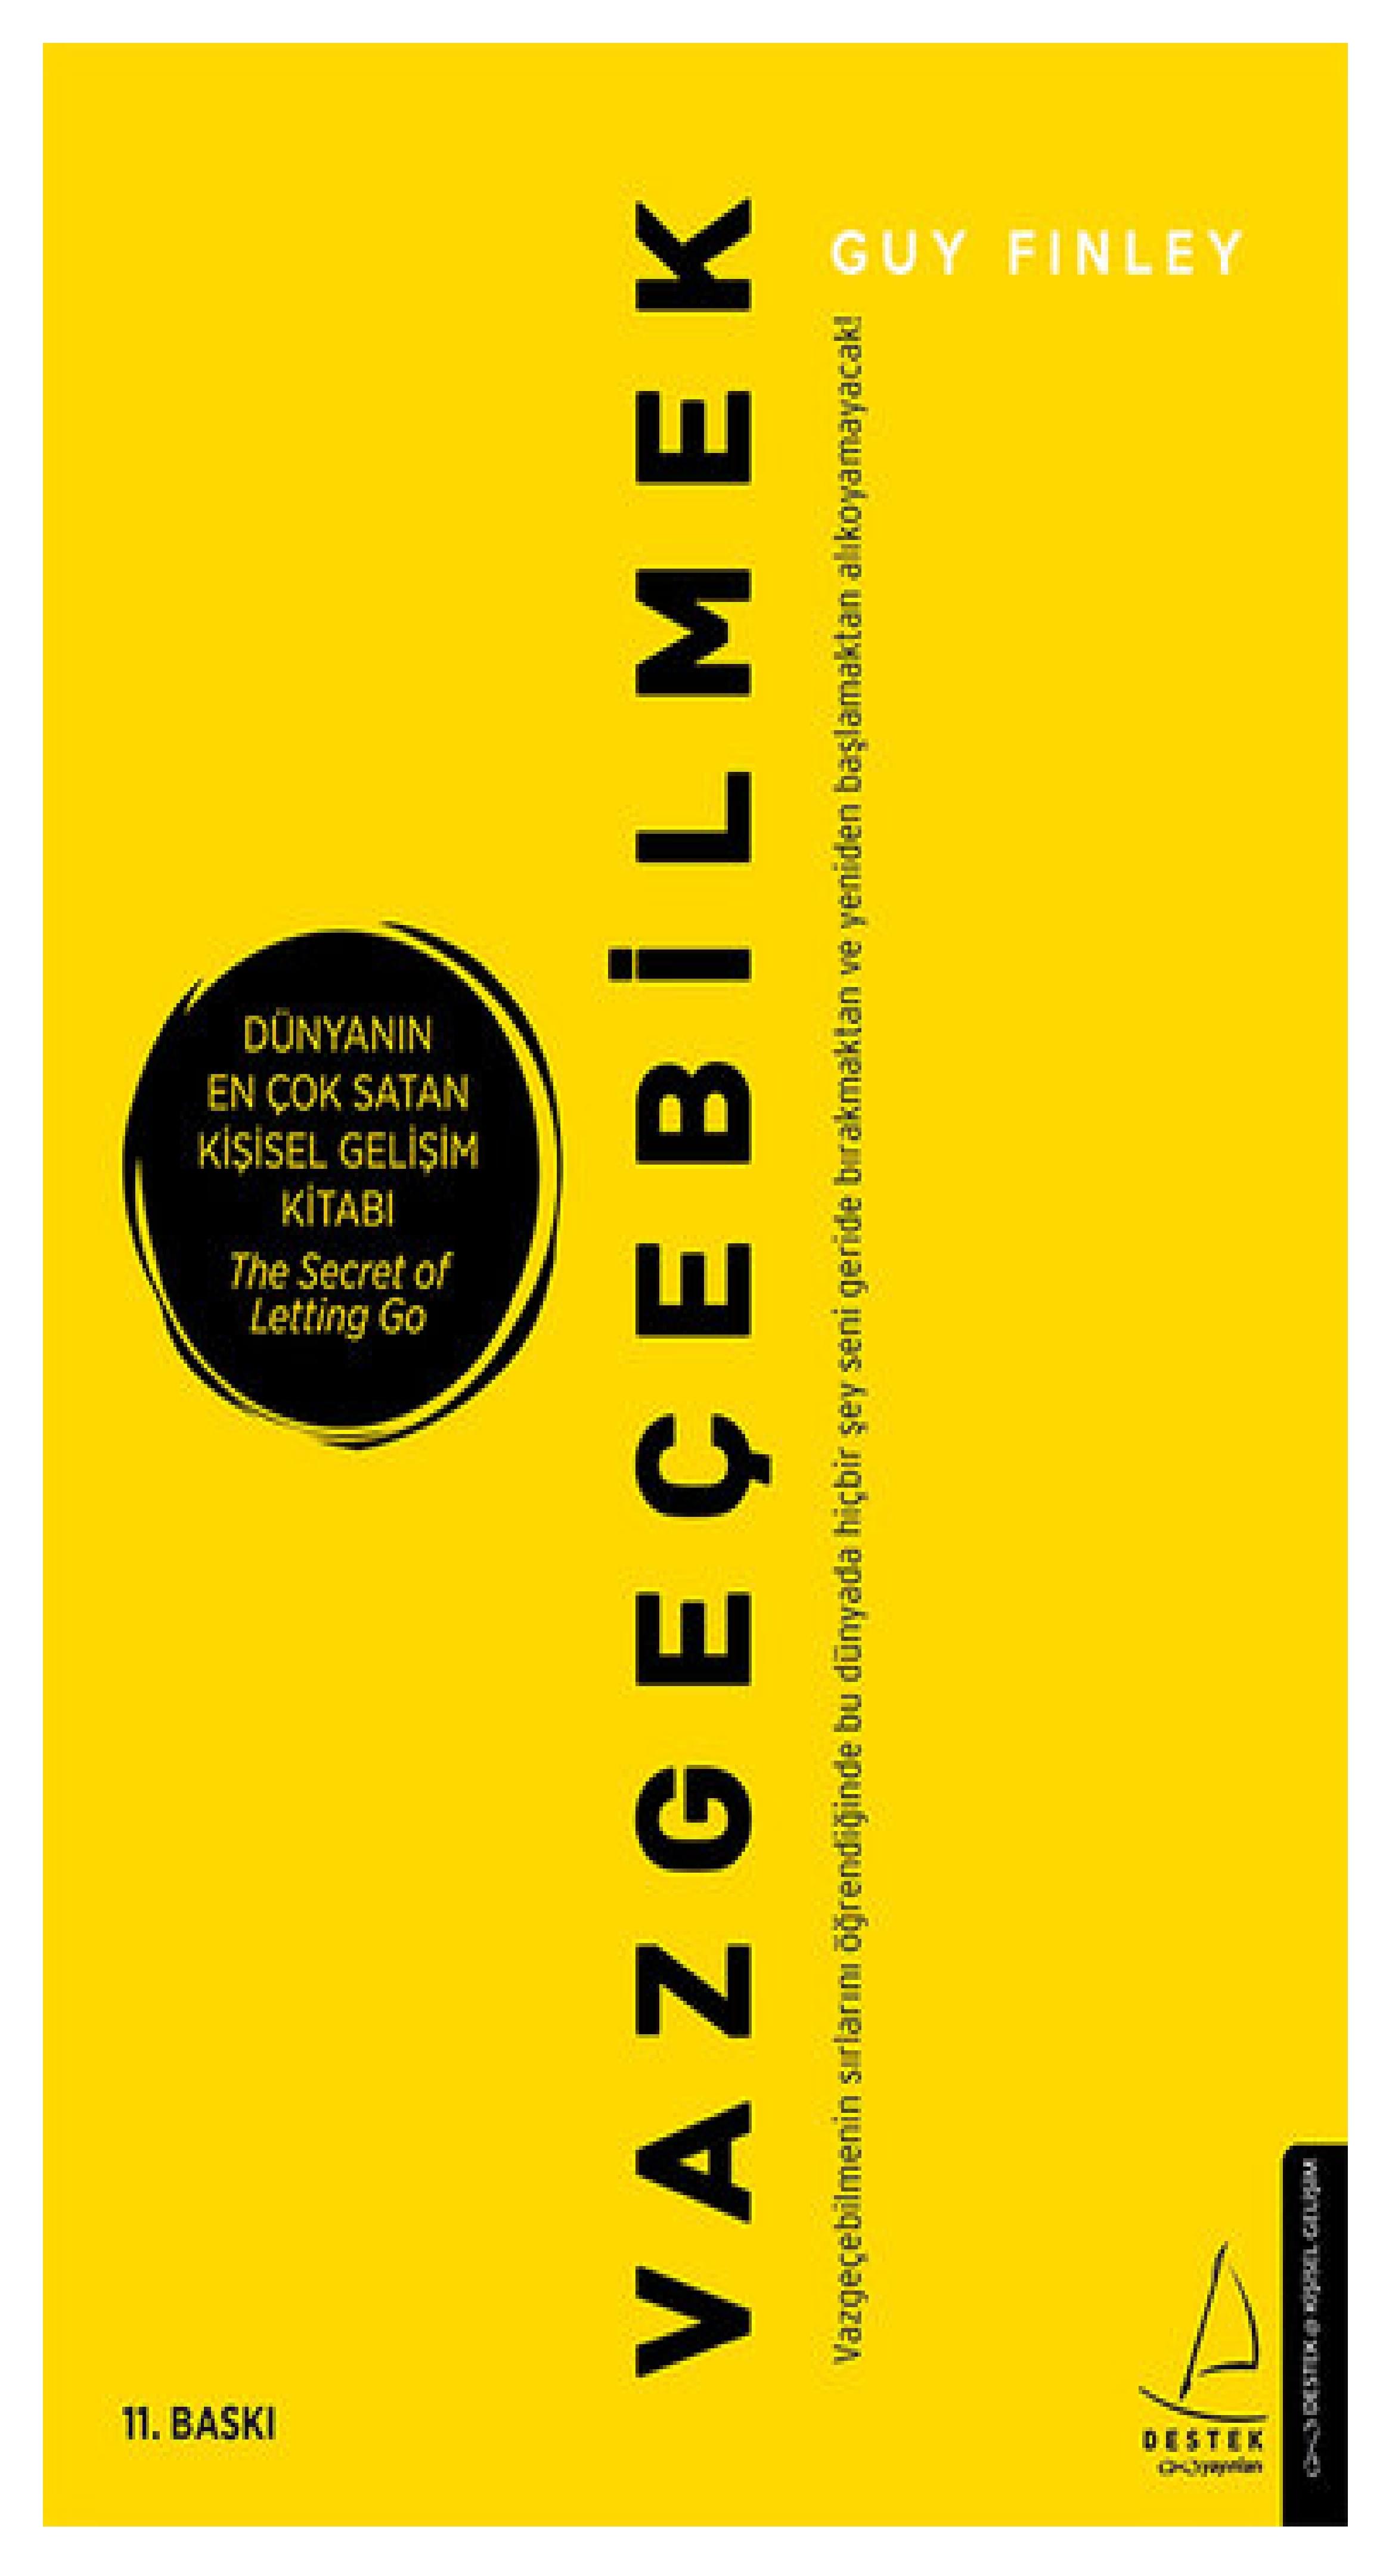 GUY FINLEY
VAZGEÇEBİLMEK
Vazgeçebilmenin sırlarını öğrendiğinde bu dünyada hiçbir şey seni geride bırakmaktan ve yeniden başlamaktan alıkoyamayacak!
DÜNYANIN
EN ÇOK SATAN
KİŞİSEL GELİŞİM
KİTABI
The Secret of
Letting Go
11. BASKI
DESTEK
yayınları
DESTEK @ KİŞİSEL GELİŞİM